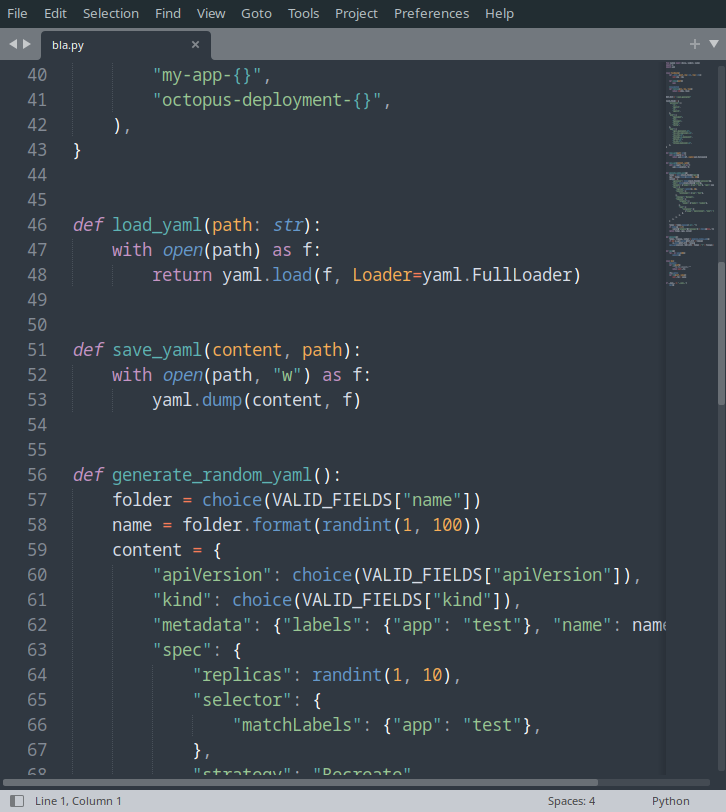 File Edit Selection Find View Goto Tools Project Preferences Help
bla.py
40 "my-app-{}",
41 "octopus-deployment-{}",
42 ),
43 }
44
45
46 def load_yaml(path: str):
47 with open(path) as f:
48 return yaml.load(f, Loader=yaml.FullLoader)
49
50
51 def save_yaml(content, path):
52 with open(path, "w") as f:
53 yaml.dump(content, f)
54
55
56 def generate_random_yaml():
57 folder = choice(VALID_FIELDS["name"])
58 name = folder.format(randint(1, 100))
59 content = {
60 "apiVersion": choice(VALID_FIELDS["apiVersion"]),
61 "kind": choice(VALID_FIELDS["kind"]),
62 "metadata": {"labels": {"app": "test"}, "name": name
63 "spec": {
64 "replicas": randint(1, 10),
65 "selector": {
66 "matchLabels": {"app": "test"},
67 },
68 "strategy": "Recreate"
Line 1, Column 1 Spaces: 4 Python